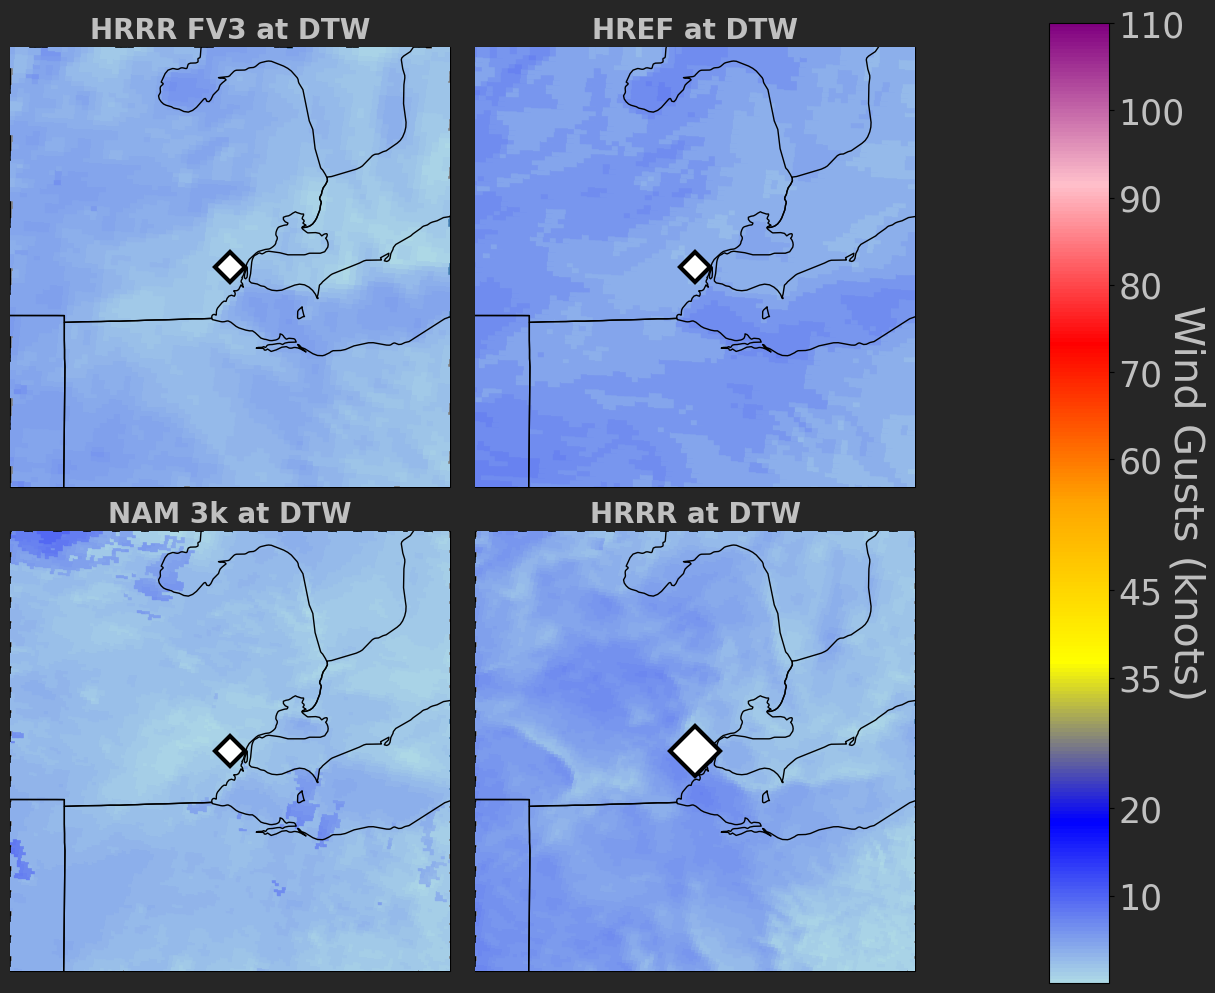 HRRR FV3 at DTW
HREF at DTW
NAM 3k at DTW
HRRR at DTW
110
100
90
80
70
60
45
35
20
10
Wind Gusts (knots)